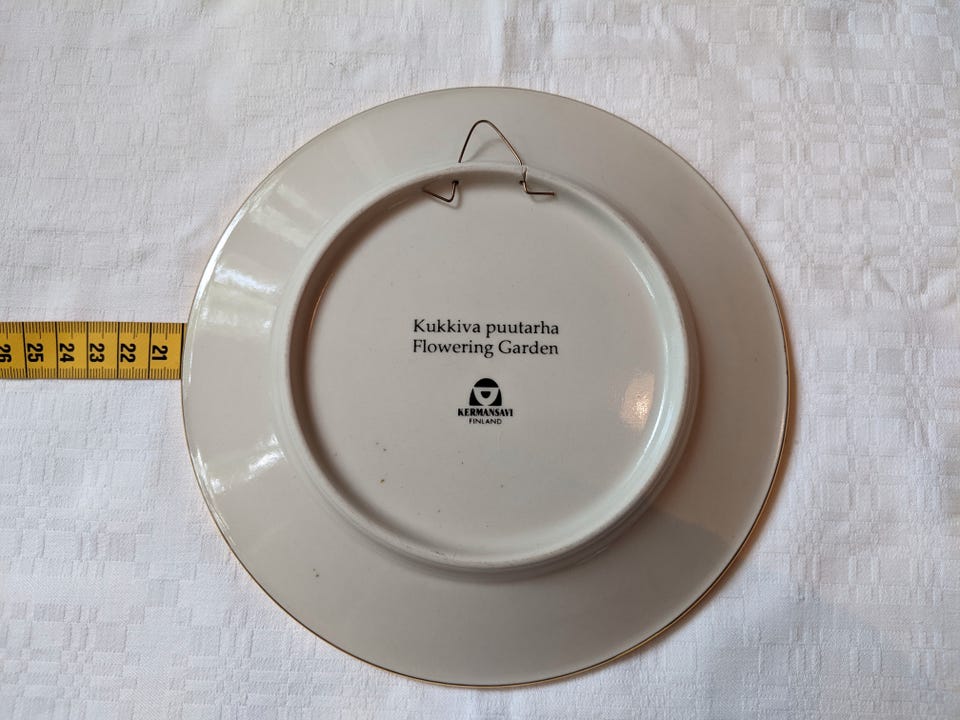 26 25 24 23 22 21
Kukkiva puutarha
Flowering Garden
KERMANSAVI
FINLAND